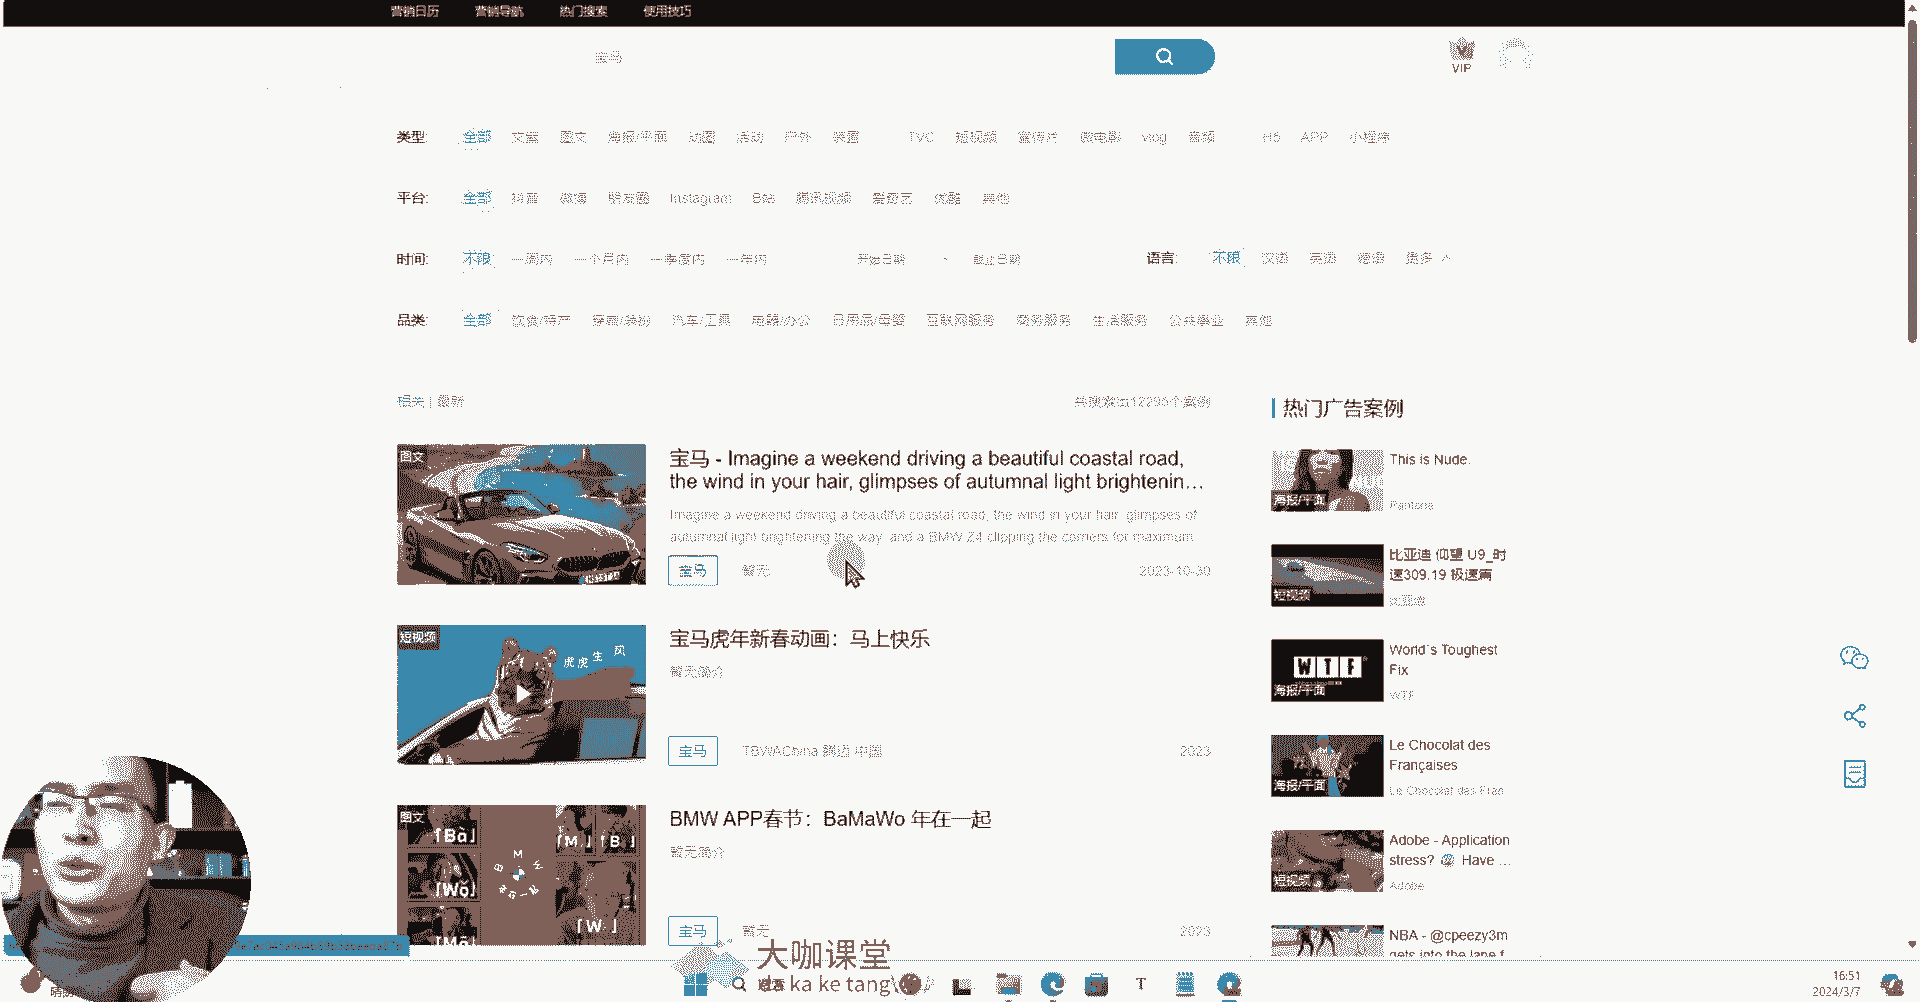 营销日历 营销导航 热门搜索 使用技巧
宝马
VIP
类型: 全部 文案 图文 海报/平面 动图 活动 户外 装置 TVC 短视频 宣传片 微电影 vlog 音频 H5 APP 小程序
平台: 全部 抖音 微博 朋友圈 Instagram B站 腾讯视频 爱奇艺 优酷 其他
时间: 不限 一周内 一个月内 一季度内 一年内 开始日期 - 截止日期 语言: 不限 汉语 英语 德语 更多
品类: 全部 饮食/特产 穿戴/装扮 汽车/工具 电器/办公 日用品/母婴 互联网服务 商务服务 生活服务 公共事业 其他
相关 | 最新
共搜索到12295个案例
图文
宝马 - Imagine a weekend driving a beautiful coastal road,
the wind in your hair, glimpses of autumnal light brightenin…
Imagine a weekend driving a beautiful coastal road, the wind in your hair, glimpses of
autumnal light brightening the way, and a BMW Z4 clipping the corners for maximum
宝马 暂无 2023-10-30
短视频
虎虎生风
宝马虎年新春动画：马上快乐
暂无简介
宝马 TBWAChina 腾迈 中国 2023
图文
「Bǎ」
「M」「B」
B M W
「Wǒ」
「W」
「Mǎ」
BMW APP春节：BaMaWo 年在一起
暂无简介
宝马 暂无 2023
热门广告案例
海报/平面
This is Nude.
Pantone
短视频
比亚迪 仰望 U9_时
速309.19 极速篇
比亚迪
WTF
海报/平面
World`s Toughest
Fix
WTF
海报/平面
Le Chocolat des
Françaises
Le Chocolat des Fran
短视频
Adobe - Application
stress? Have ...
Adobe
NBA - @cpeezy3m
gets into the lane f
大咖课堂
ka ke tang
T
16:51
2024/3/7